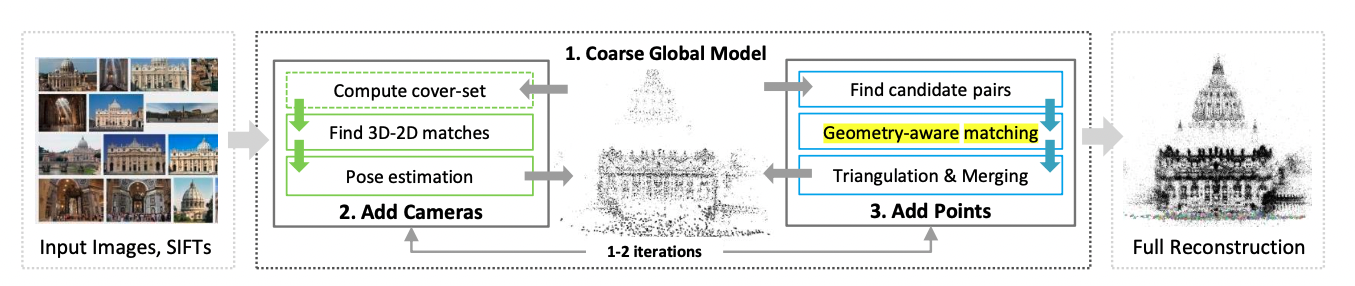 Input Images, SIFTs
1. Coarse Global Model
Compute cover-set
Find 3D-2D matches
Pose estimation
2. Add Cameras
Find candidate pairs
Geometry-aware matching
Triangulation & Merging
3. Add Points
1-2 iterations
Full Reconstruction